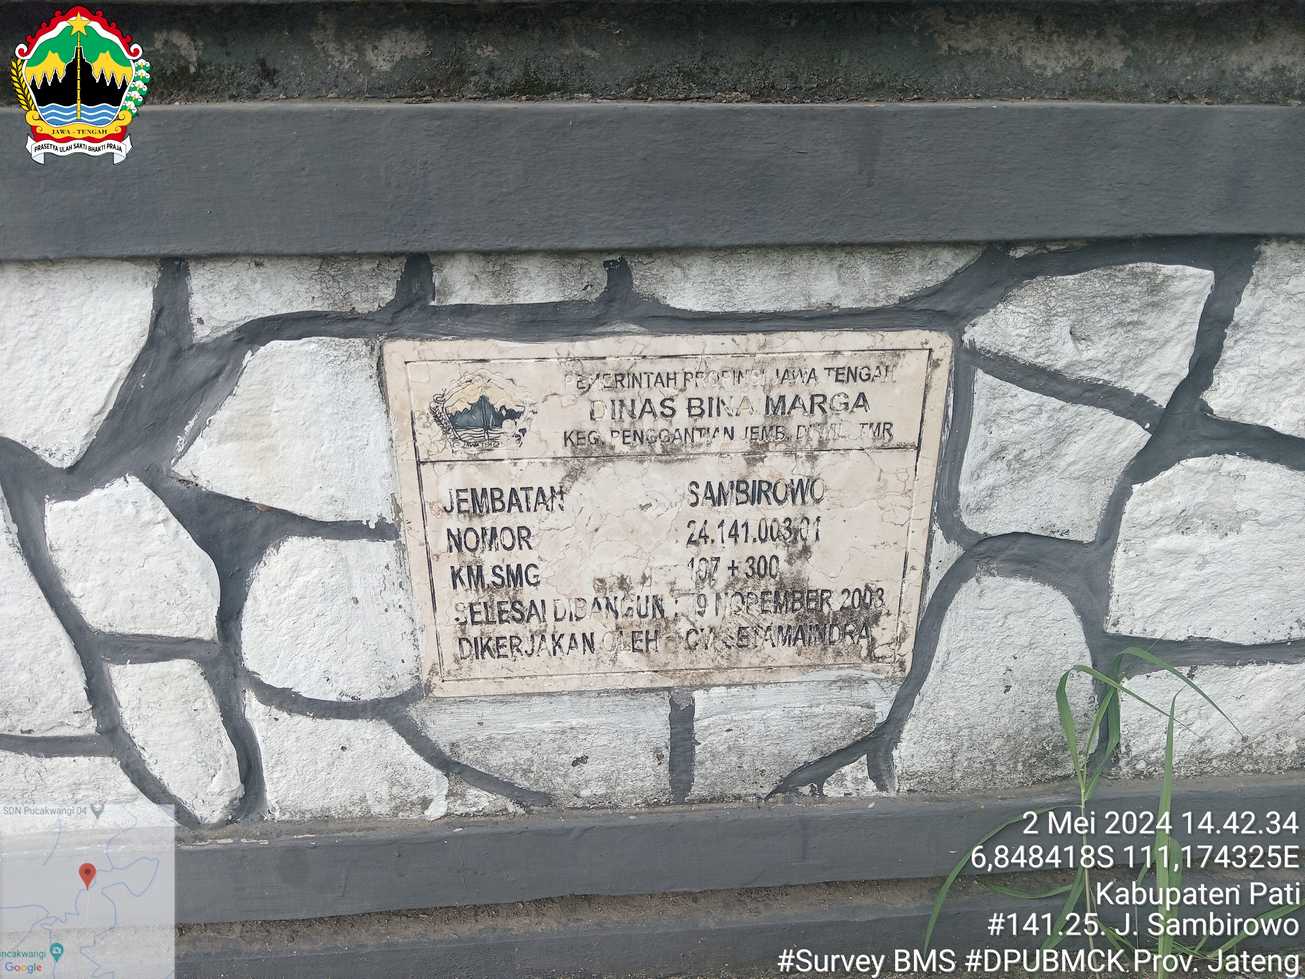 JAWA - TENGAH
PRASETYA ULAH SAKTI BHAKTI PRAJA
PEMERINTAH PROPINSI JAWA TENGAH
DINAS BINA MARGA
KEG. PENGGANTIAN JEMB. TMR
JEMBATAN SAMBIROWO
NOMOR 24.141.003.01
KM.SMG 107 + 300
SELESAI DIBANGUN : 9 NOPEMBER 2003
DIKERJAKAN OLEH CV. SETAMAINDRA
SDN Pucakwangi 04
uncakwangi
Google
2 Mei 2024 14.42.34
6,848418S 111,174325E
Kabupaten Pati
#141.25. J. Sambirowo
#Survey BMS #DPUBMCK Prov. Jateng